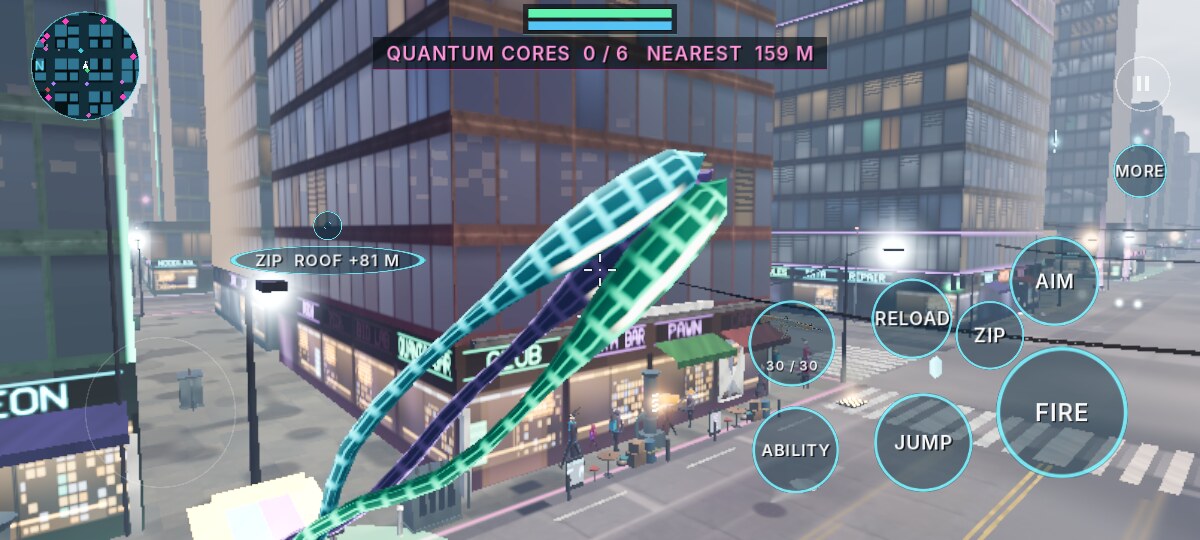 QUANTUM CORES 0 / 6 NEAREST 159 M
N
MORE
ZIP ROOF +81 M
AIM
RELOAD
ZIP
30 / 30
FIRE
ABILITY
JUMP
REPAIR
PAWN
BAR
CLUB
EON